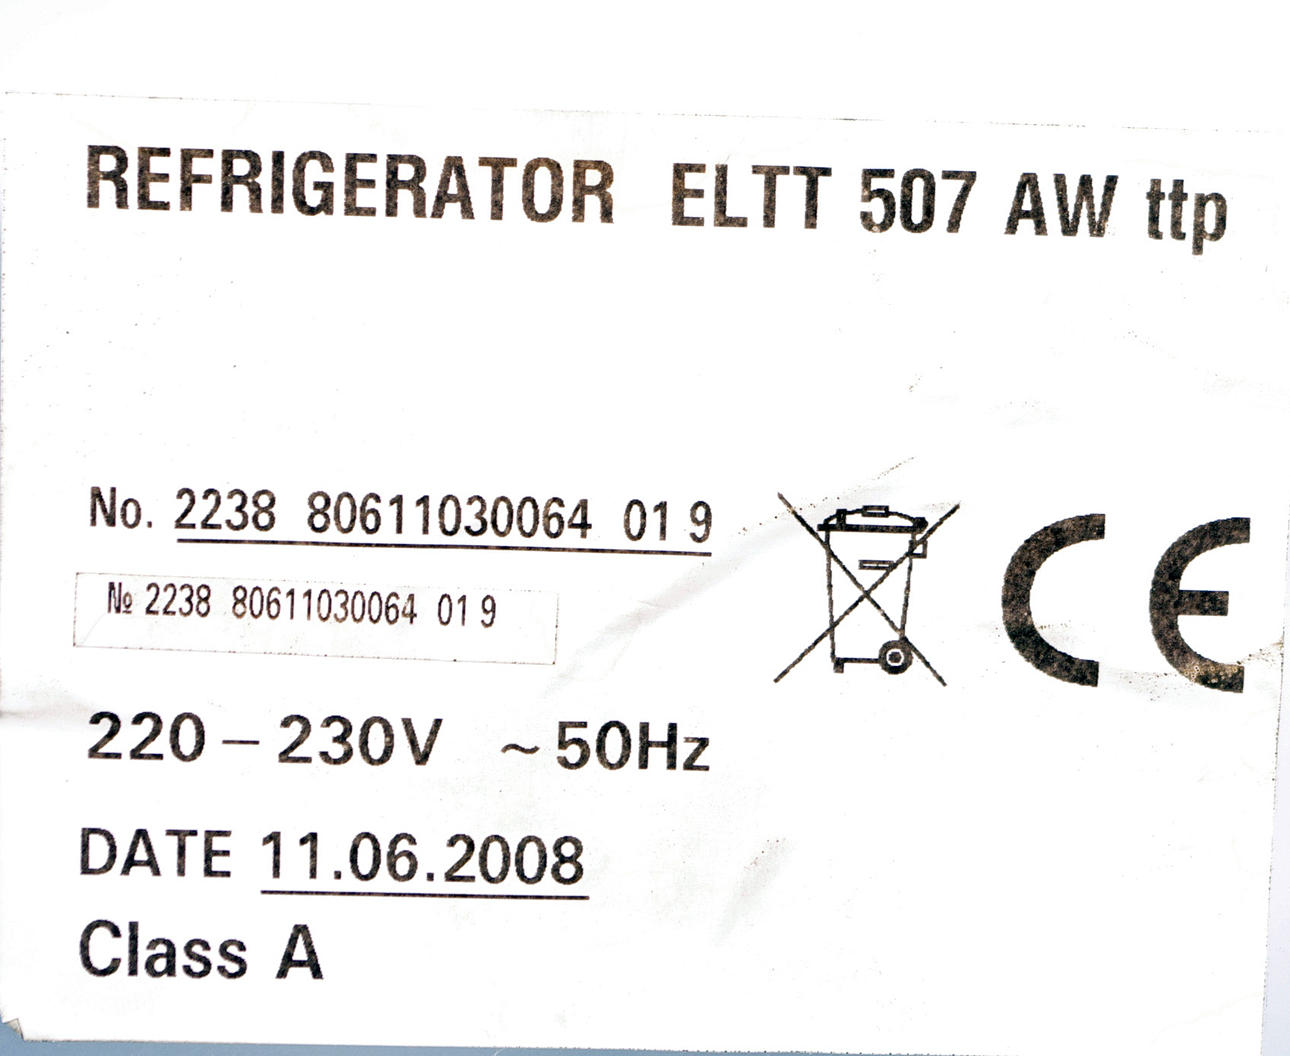 REFRIGERATOR ELTT 507 AW ttp
No. 2238 80611030064 01 9
№ 2238 80611030064 01 9
CE
220 – 230V ~ 50Hz
DATE 11.06.2008
Class A